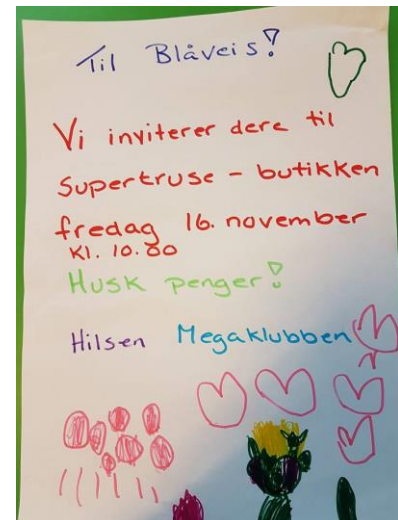 Til Blåveis!
Vi inviterer dere til
Supertruse - butikken
fredag 16. november
Kl. 10.00
Husk penger!
Hilsen Megaklubben